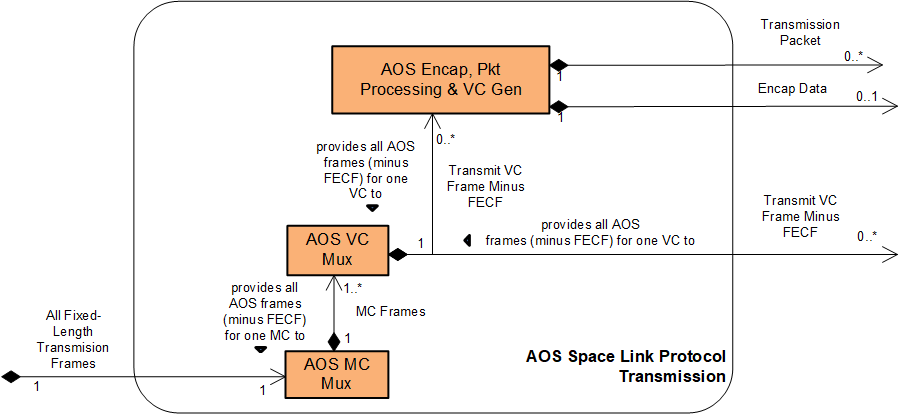 Transmission
Packet
0..*
1
AOS Encap, Pkt
Processing & VC Gen
Encap Data
0..1
1
0..*
provides all AOS
frames (minus
FECF) for one
VC to
Transmit VC
Frame Minus
FECF
Transmit VC
Frame Minus
FECF
0..*
provides all AOS
frames (minus FECF) for one VC to
1
AOS VC
Mux
provides all
AOS frames
(minus FECF)
for one MC to
1..*
MC Frames
1
All Fixed-
Length
Transmision
Frames
1
1
AOS MC
Mux
AOS Space Link Protocol
Transmission